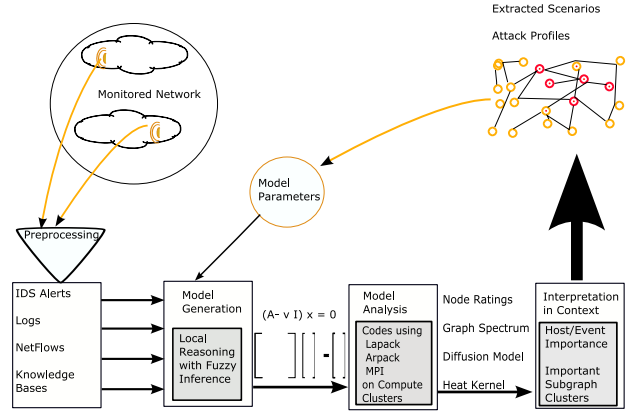 Extracted Scenarios
Attack Profiles
Monitored Network
Model
Parameters
Preprocessing
IDS Alerts
Logs
NetFlows
Knowledge
Bases
Model
Generation
Local
Reasoning
with Fuzzy
Inference
(A- v I) x = 0
-
Model
Analysis
Codes using
Lapack
Arpack
MPI
on Compute
Clusters
Node Ratings
Graph Spectrum
Diffusion Model
Heat Kernel
Interpretation
in Context
Host/Event
Importance
Important
Subgraph
Clusters